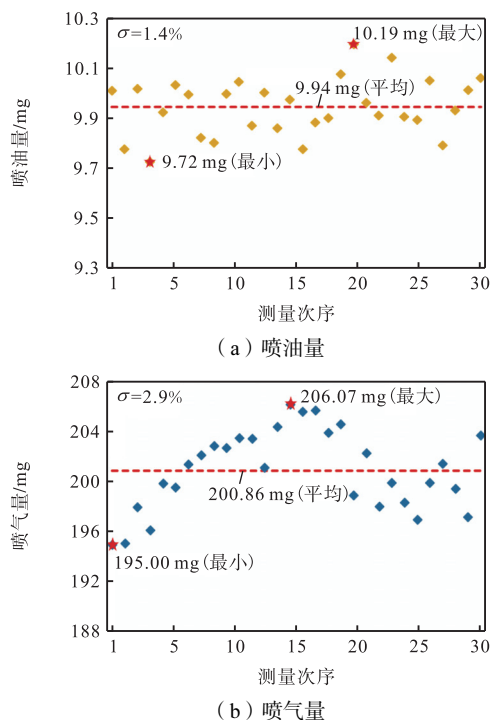 σ=1.4%
10.19 mg(最大)
9.94 mg(平均)
9.72 mg(最小)
喷油量/mg
10.3
10.1
9.9
9.7
9.5
9.3
1 5 10 15 20 25 30
测量次序
（a）喷油量
σ=2.9%
206.07 mg(最大)
200.86 mg(平均)
195.00 mg(最小)
喷气量/mg
208
204
200
196
192
188
1 5 10 15 20 25 30
测量次序
（b）喷气量